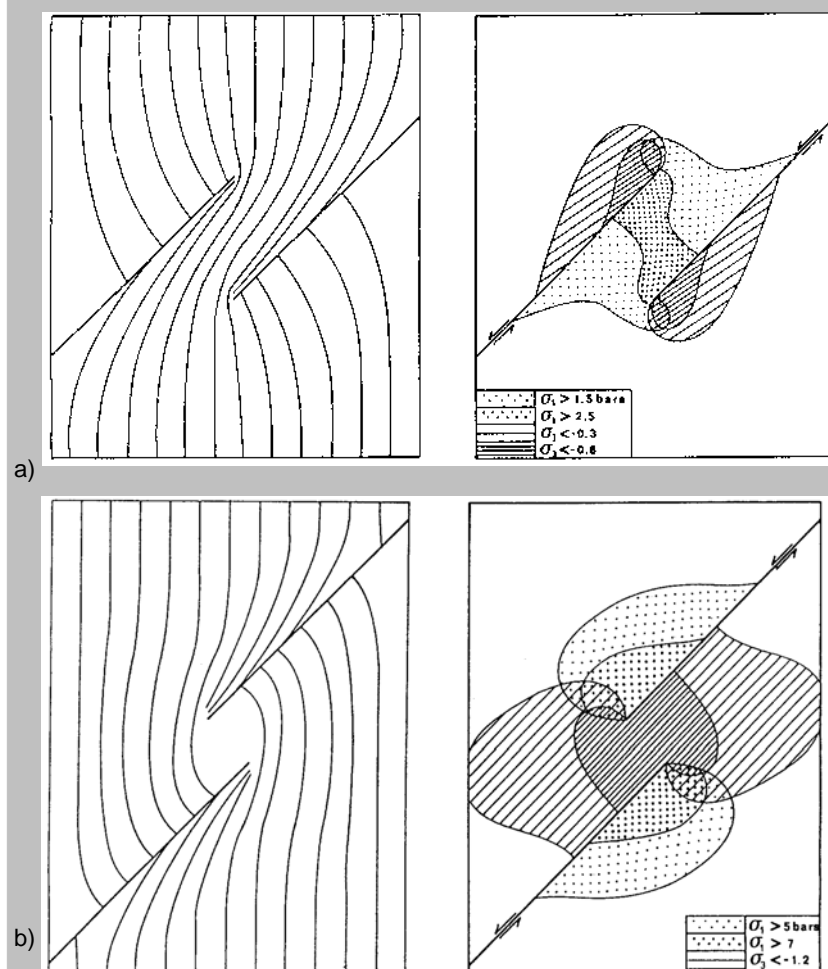 σ₁ > 1.5 bars
σ₁ > 2.5
σ₃ < -0.3
σ₃ < -0.6
a)
σ₁ > 5 bars
σ₁ > 7
σ₃ < -1.2
b)